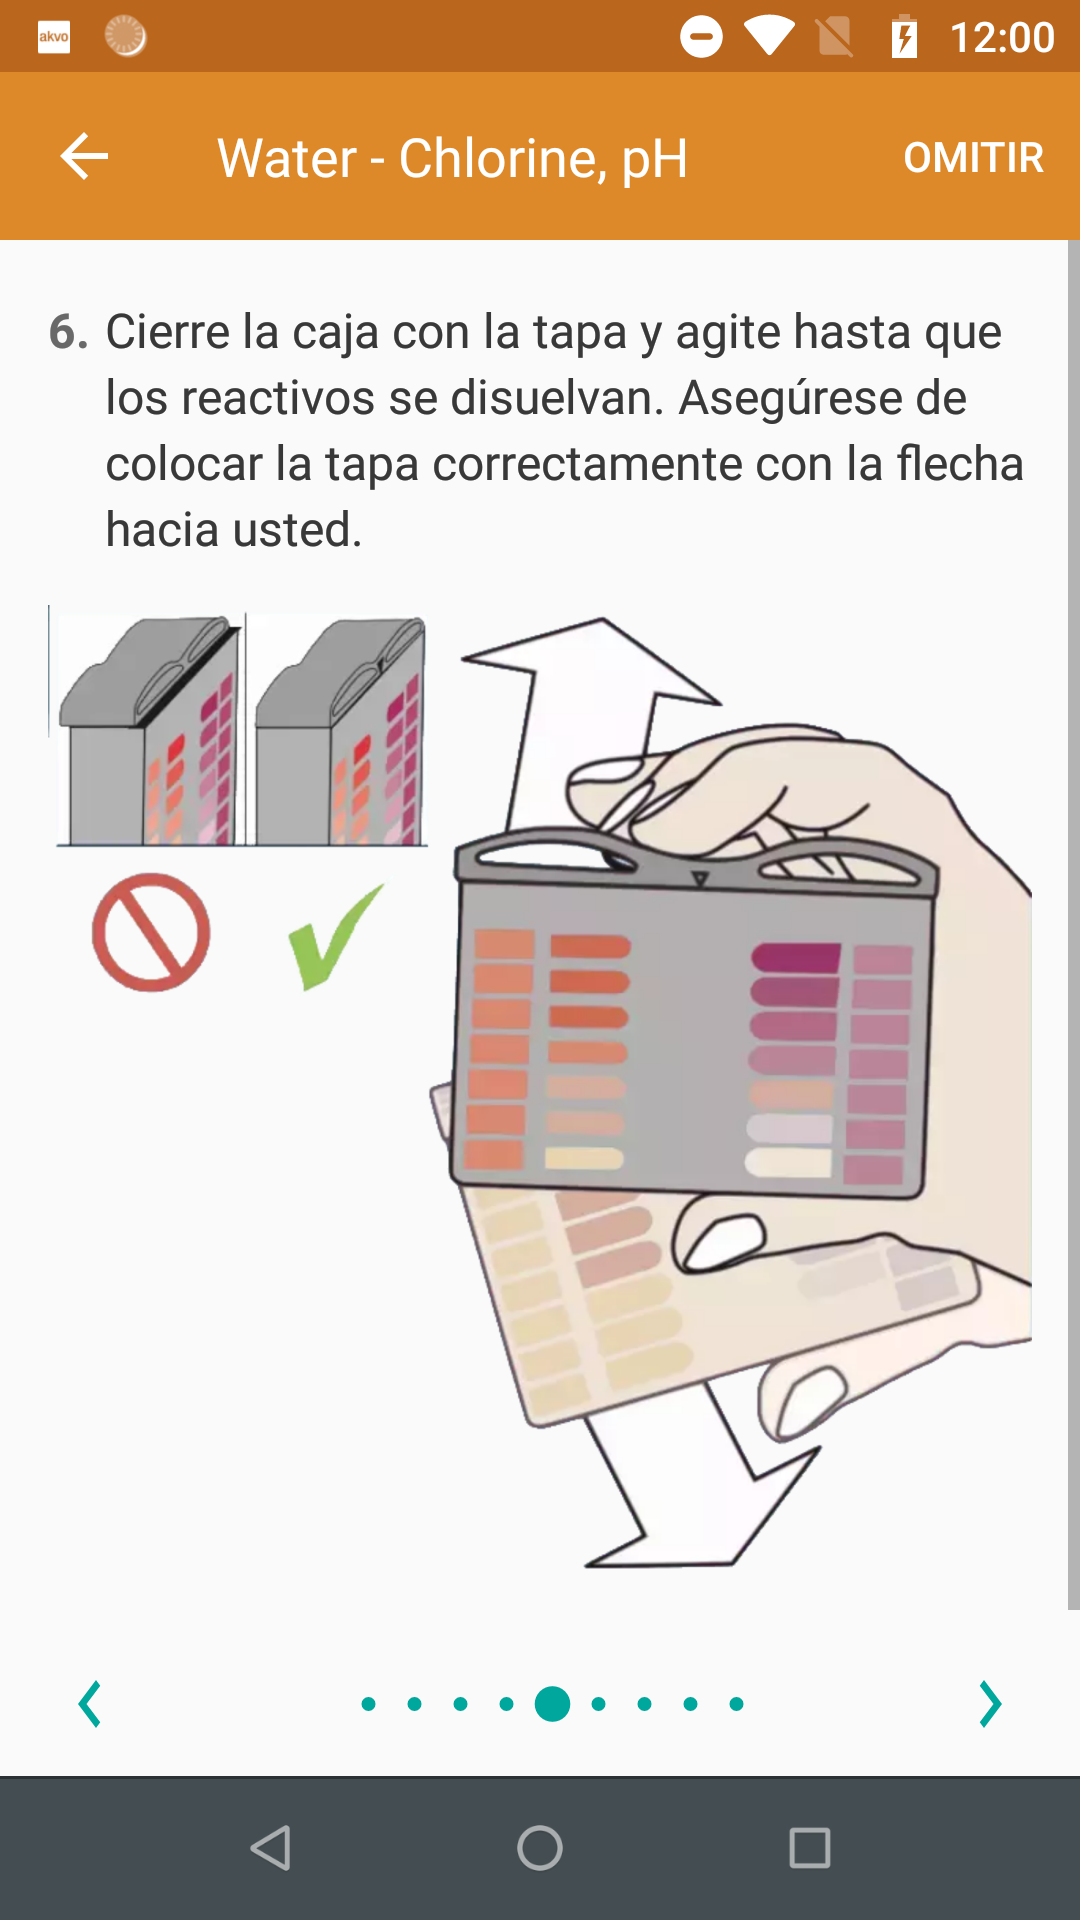 akvo
12:00
Water - Chlorine, pH
OMITIR
6. Cierre la caja con la tapa y agite hasta que
los reactivos se disuelvan. Asegúrese de
colocar la tapa correctamente con la flecha
hacia usted.